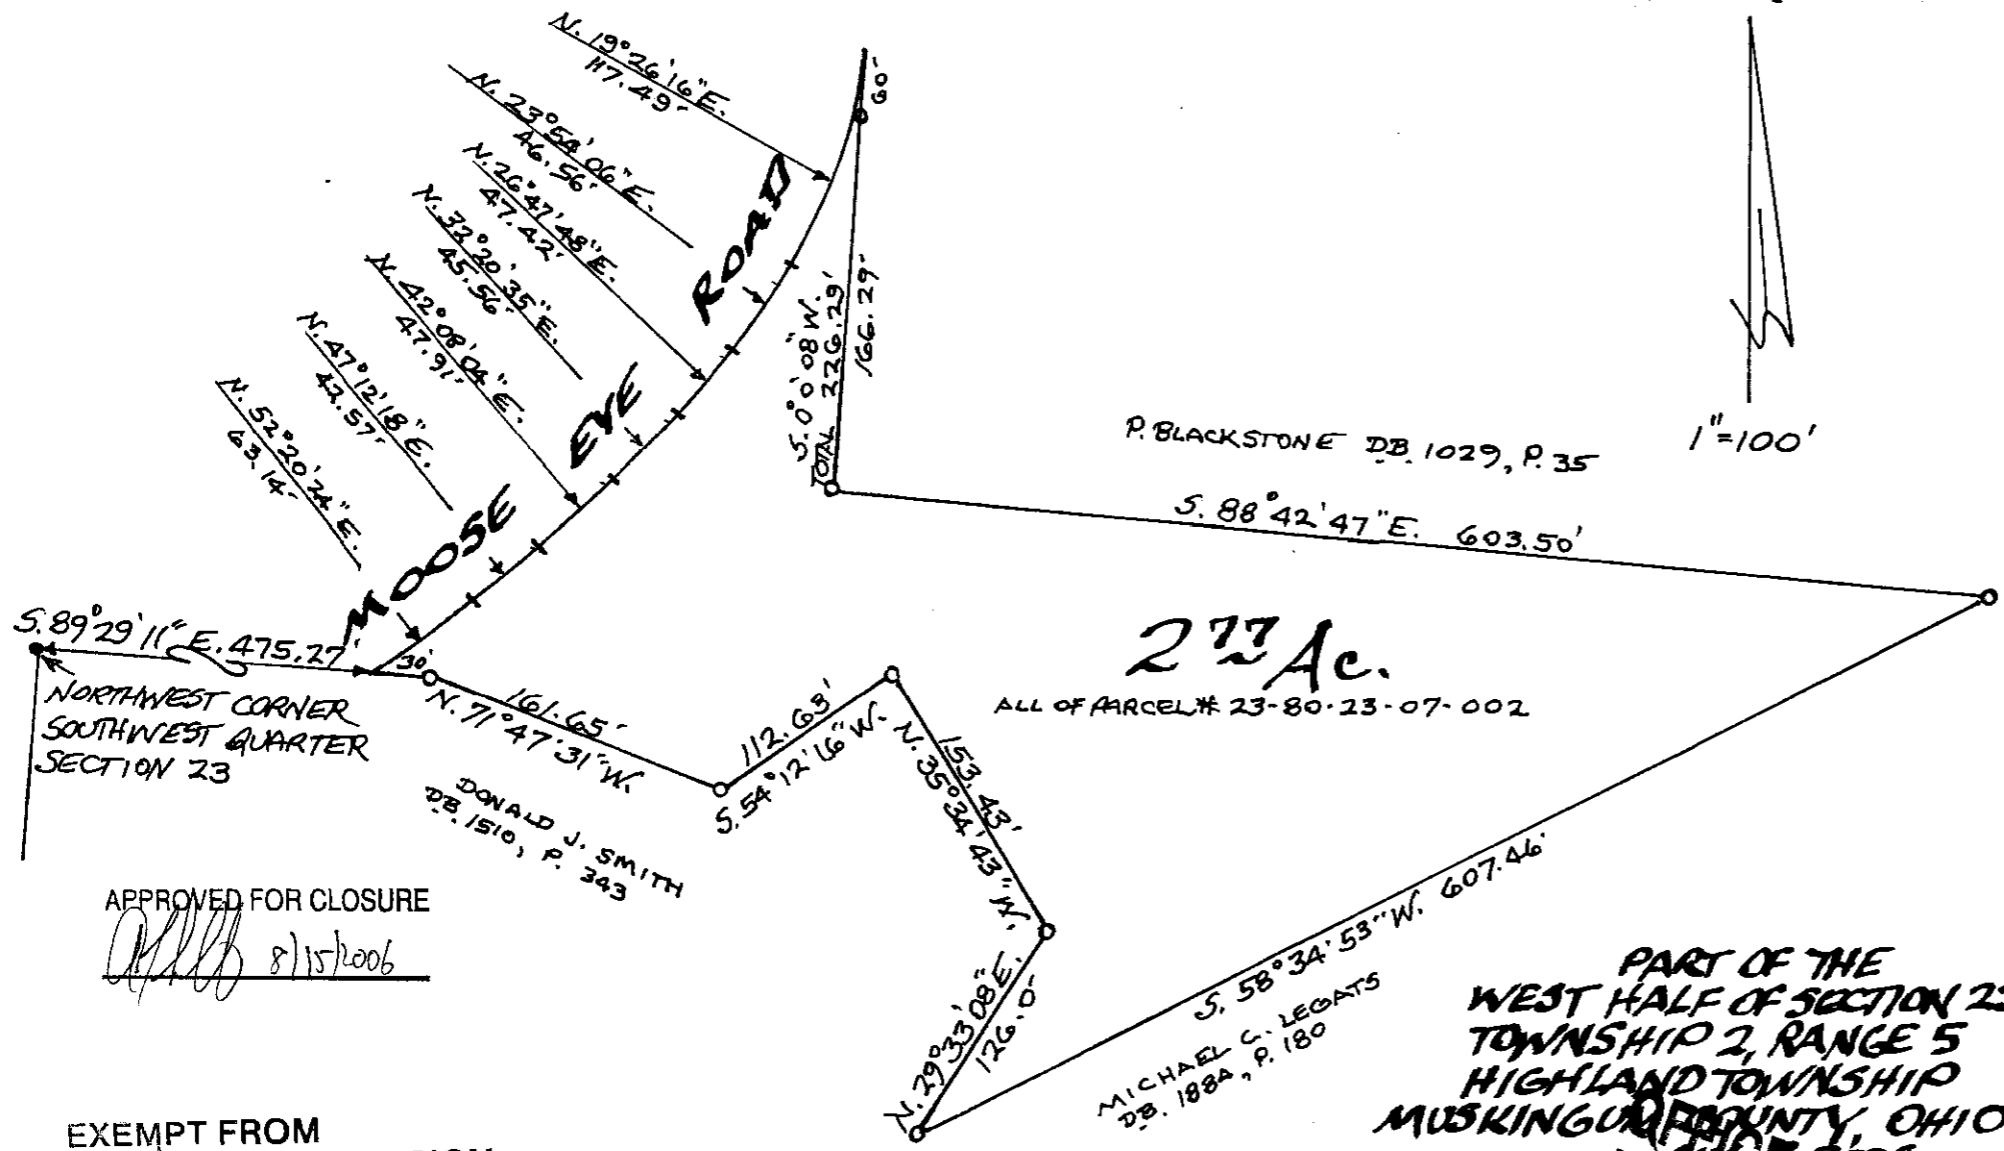 N. 19°26'16"E.
117.49'
N. 23°54'06"E.
46.56'
N. 26°47'48"E.
47.42'
N. 32°20'35"E.
45.56'
N. 42°08'04"E.
47.91'
N. 47°12'18"E.
42.57'
N. 52°20'24"E.
63.14'
MOOSE EYE ROAD
60'
S. 0°0'08"W.
TOTAL 226.29'
166.29'
1"=100'
P. BLACKSTONE DB. 1029, P. 35
S. 88°42'47"E. 603.50'
S. 89°29'11"E. 475.27'
30'
NORTHWEST CORNER
SOUTHWEST QUARTER
SECTION 23
161.65'
N. 71°47'31"W.
112.63'
S. 54°12'16"W.
153.43'
N. 35°34'43"W.
2.77 Ac.
ALL OF PARCEL# 23-80-23-07-002
DONALD J. SMITH
DB. 1510, P. 343
N. 29°33'08"E.
126.0'
S. 58°34'53"W. 607.46'
MICHAEL C. LEGATS
DB. 1884, P. 180
APPROVED FOR CLOSURE
8/15/2006
PART OF THE
WEST HALF OF SECTION 23
TOWNSHIP 2, RANGE 5
HIGHLAND TOWNSHIP
MUSKINGUM COUNTY, OHIO
EXEMPT FROM